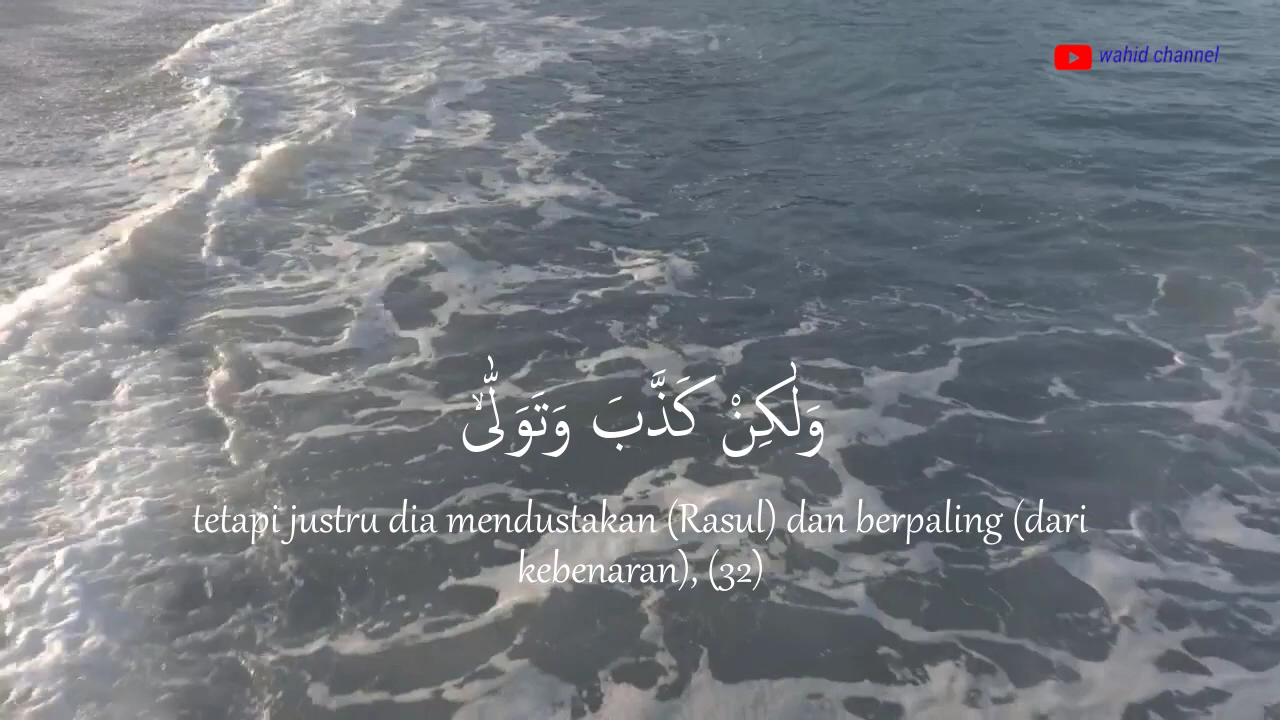 wahid channel
وَلٰكِنْ كَذَّبَ وَتَوَلّٰىۙ
tetapi justru dia mendustakan (Rasul) dan berpaling (dari
kebenaran), (32)